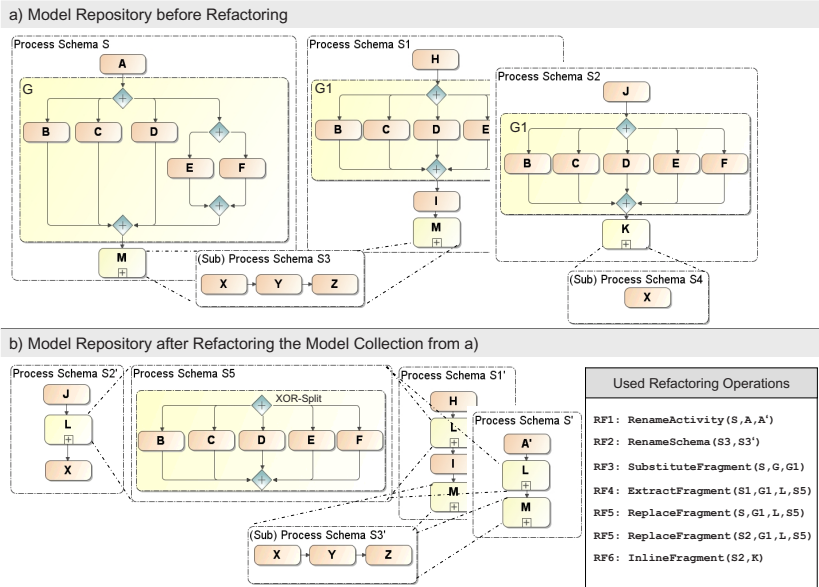 a) Model Repository before Refactoring
Process Schema S
A
G
B C D
E F
M
Process Schema S1
H
G1
B C D E
I
M
(Sub) Process Schema S3
X Y Z
Process Schema S2
J
G1
B C D E F
K
(Sub) Process Schema S4
X
b) Model Repository after Refactoring the Model Collection from a)
Process Schema S2'
J
L
X
Process Schema S5
XOR-Split
B C D E F
Process Schema S1'
H
L
I
M
Process Schema S'
A'
L
M
(Sub) Process Schema S3'
X Y Z
Used Refactoring Operations
RF1: RenameActivity(S,A,A‘)
RF2: RenameSchema(S3,S3‘)
RF3: SubstituteFragment(S,G,G1)
RF4: ExtractFragment(S1,G1,L,S5)
RF5: ReplaceFragment(S,G1,L,S5)
RF5: ReplaceFragment(S2,G1,L,S5)
RF6: InlineFragment(S2,K)